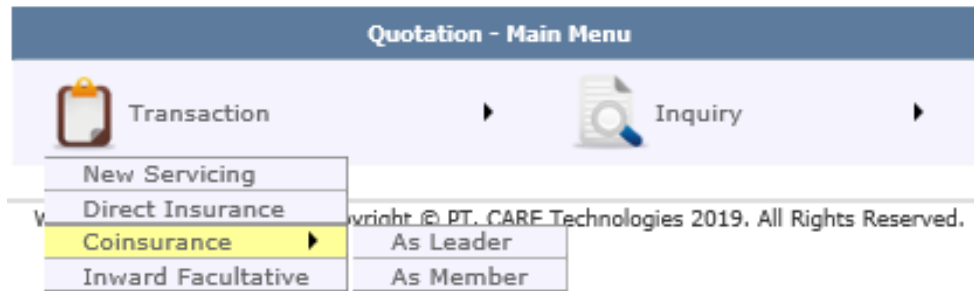 Quotation - Main Menu
Transaction
Inquiry
New Servicing
Direct Insurance
© PT. CARE Technologies 2019. All Rights Reserved.
Coinsurance
As Leader
Inward Facultative
As Member